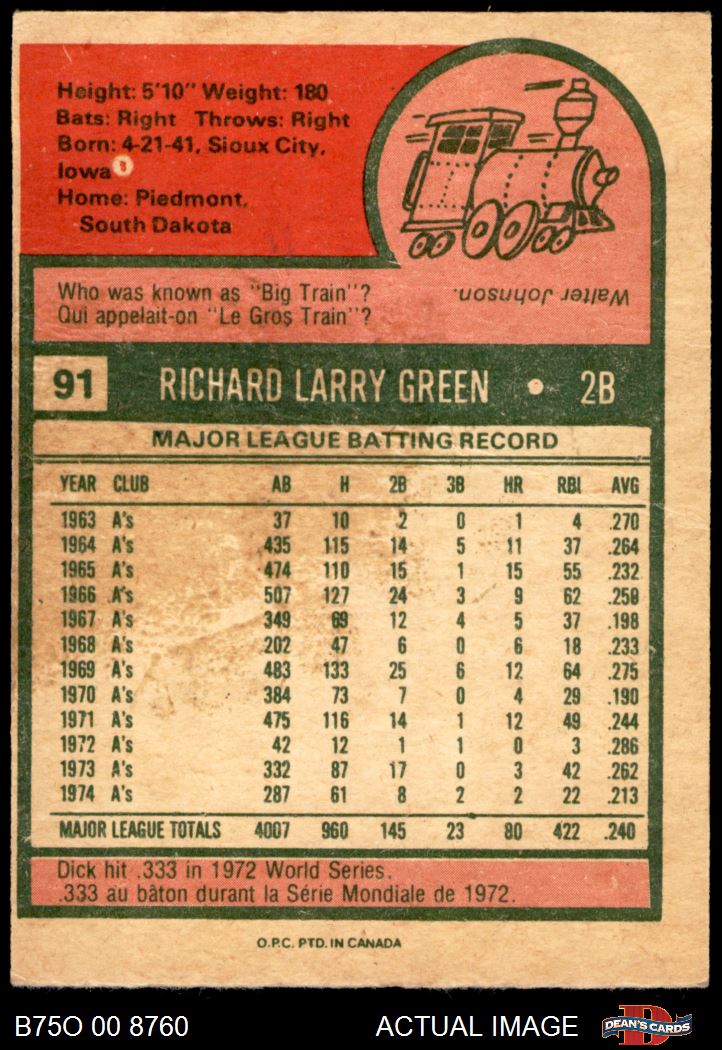 Height: 5'10" Weight: 180
Bats: Right Throws: Right
Born: 4-21-41, Sioux City,
Iowa
Home: Piedmont,
South Dakota
Who was known as "Big Train"?
Qui appelait-on "Le Gros Train"?
Walter Johnson.
91 RICHARD LARRY GREEN • 2B
MAJOR LEAGUE BATTING RECORD
YEAR CLUB AB H 2B 3B HR RBI AVG
1963 A's 37 10 2 0 1 4 .270
1964 A's 435 115 14 5 11 37 .264
1965 A's 474 110 15 1 15 55 .232
1966 A's 507 127 24 3 9 62 .250
1967 A's 349 69 12 4 5 37 .198
1968 A's 202 47 6 0 6 18 .233
1969 A's 483 133 25 6 12 64 .275
1970 A's 384 73 7 0 4 29 .190
1971 A's 475 116 14 1 12 49 .244
1972 A's 42 12 1 1 0 3 .286
1973 A's 332 87 17 0 3 42 .262
1974 A's 287 61 8 2 2 22 .213
MAJOR LEAGUE TOTALS 4007 960 145 23 80 422 .240
Dick hit .333 in 1972 World Series.
.333 au bâton durant la Série Mondiale de 1972.
O.P.C. PTD. IN CANADA
B75O 00 8760 ACTUAL IMAGE D DEAN'S CARDS